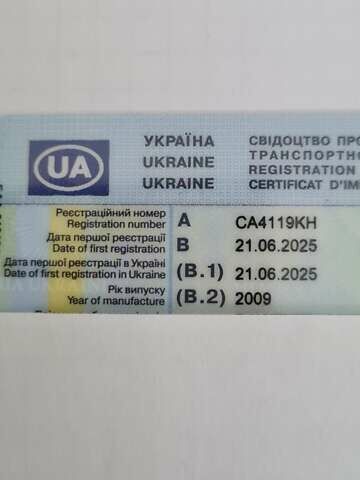 UA
УКРАЇНА
UKRAINE
UKRAINE
СВІДОЦТВО ПРО
ТРАНСПОРТНО
REGISTRATION
CERTIFICAT D'IM
Реєстраційний номер
Registration number A CA4119KH
Дата першої реєстрації
Date of first registration B 21.06.2025
Дата першої реєстрації в Україні
Date of first registration in Ukraine (B.1) 21.06.2025
Рік випуску
Year of manufacture (B.2) 2009